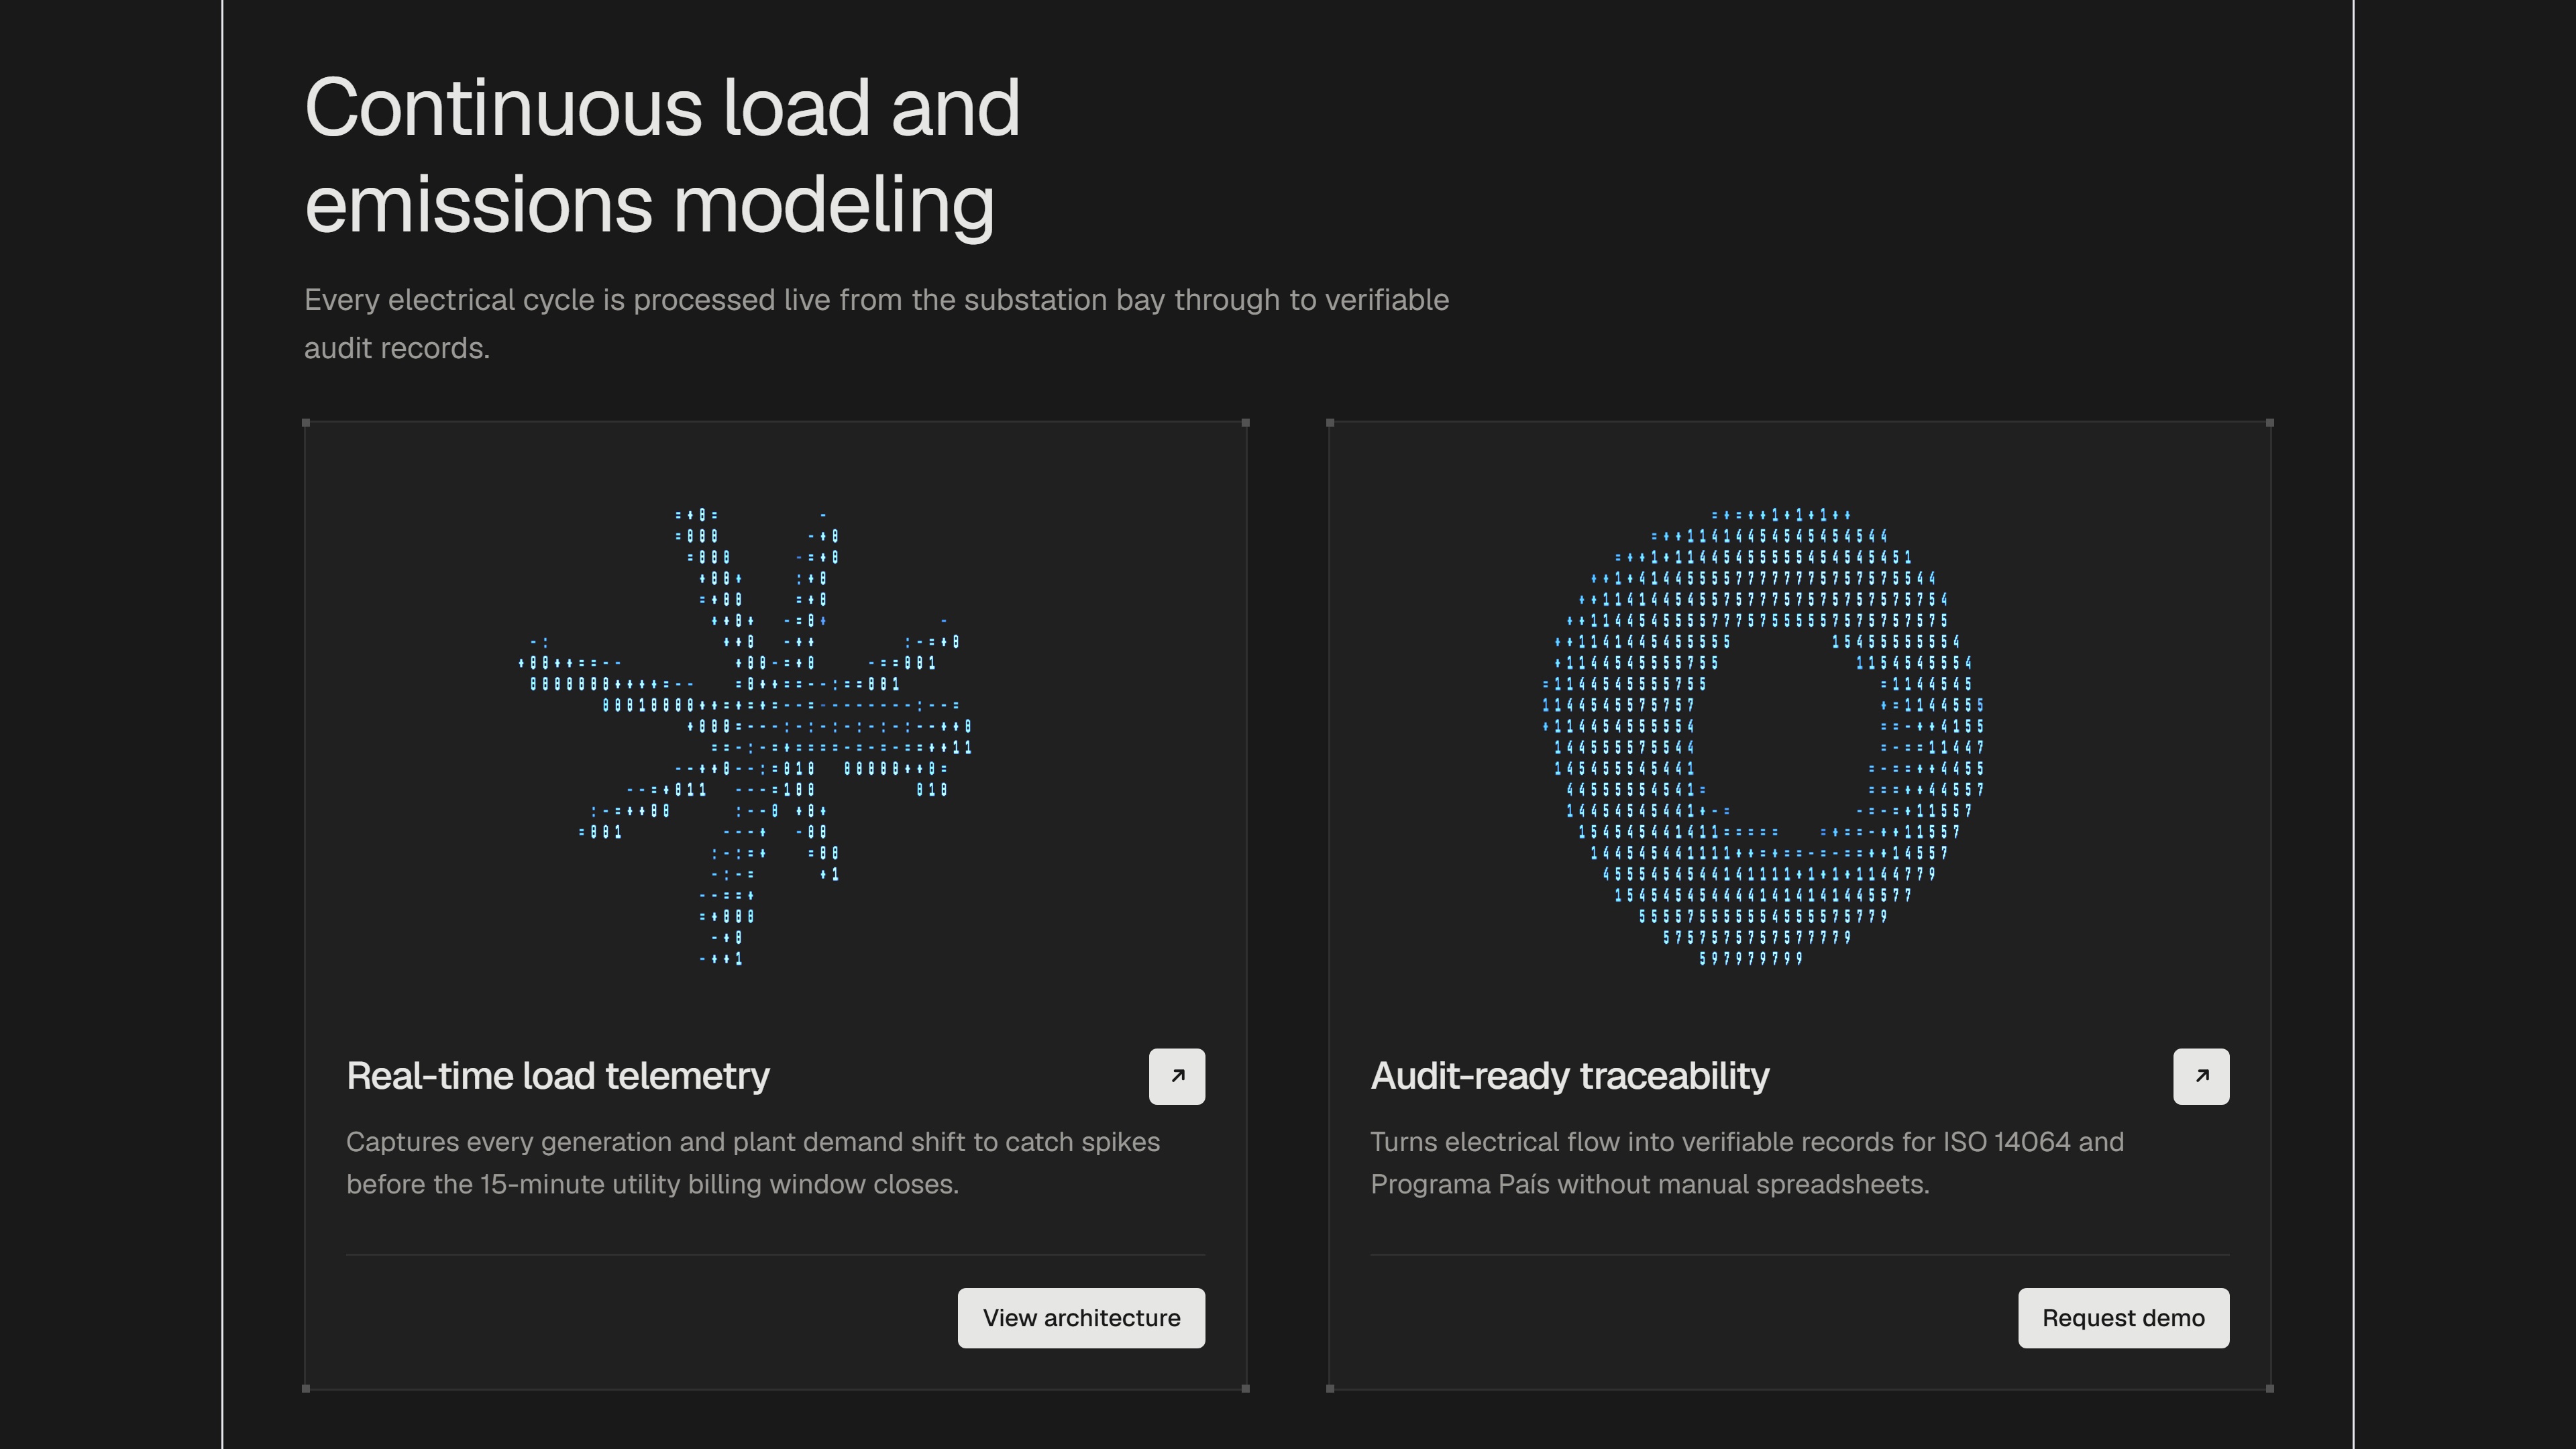 Continuous load and
emissions modeling
Every electrical cycle is processed live from the substation bay through to verifiable
audit records.
Real-time load telemetry
Captures every generation and plant demand shift to catch spikes
before the 15-minute utility billing window closes.
View architecture
Audit-ready traceability
Turns electrical flow into verifiable records for ISO 14064 and
Programa País without manual spreadsheets.
Request demo